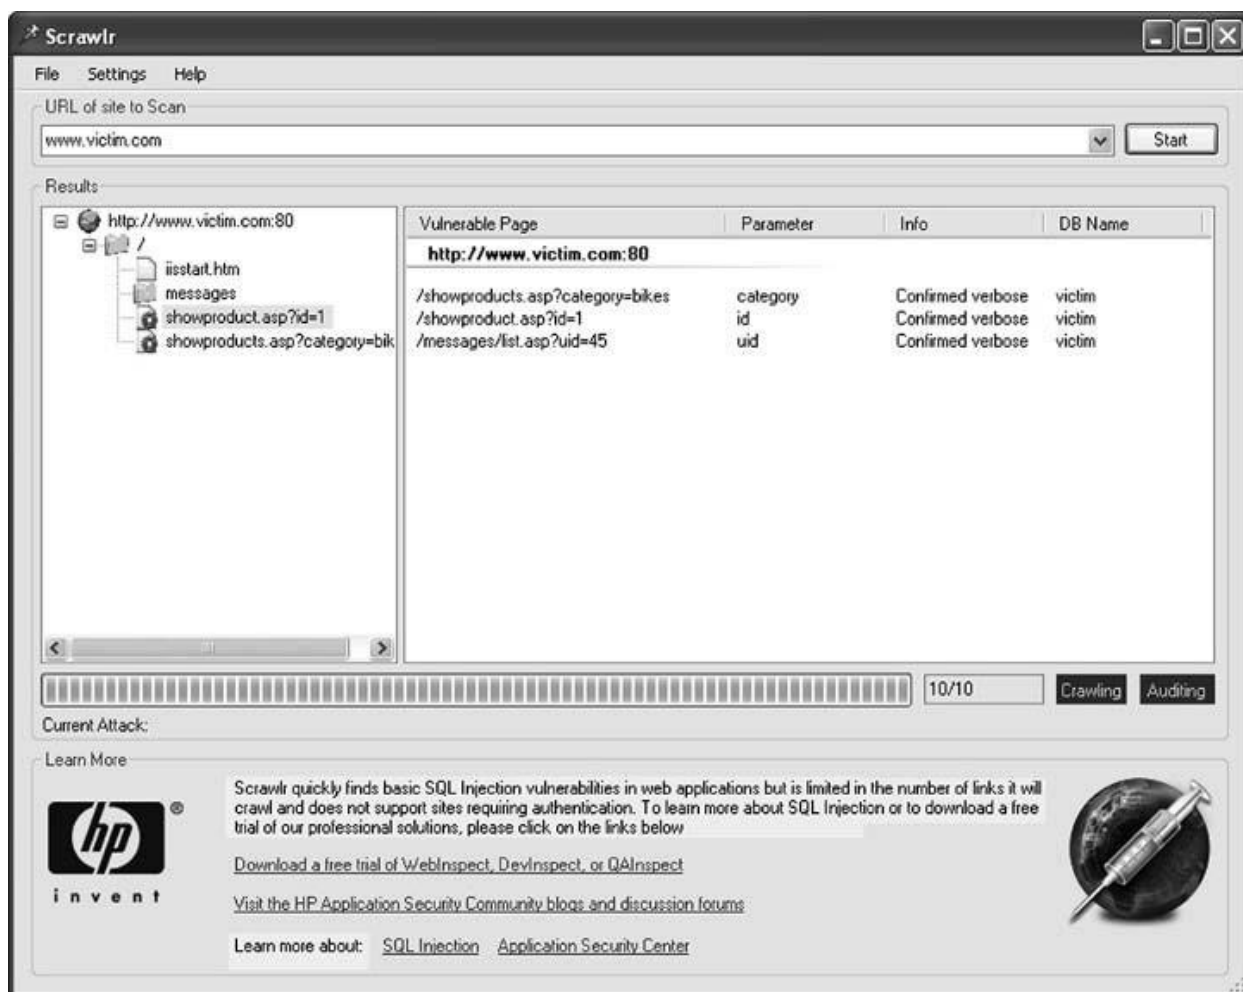 Scrawlr
File Settings Help
URL of site to Scan
www.victim.com
Start
Results
http://www.victim.com:80
/
iisstart.htm
messages
showproduct.asp?id=1
showproducts.asp?category=bik
Vulnerable Page Parameter Info DB Name
http://www.victim.com:80
/showproducts.asp?category=bikes category Confirmed verbose victim
/showproduct.asp?id=1 id Confirmed verbose victim
/messages/list.asp?uid=45 uid Confirmed verbose victim
10/10
Crawling
Auditing
Current Attack:
Learn More
hp ®
invent
Scrawlr quickly finds basic SQL Injection vulnerabilities in web applications but is limited in the number of links it will
crawl and does not support sites requiring authentication. To learn more about SQL Injection or to download a free
trial of our professional solutions, please click on the links below
Download a free trial of WebInspect, DevInspect, or QAInspect
Visit the HP Application Security Community blogs and discussion forums
Learn more about: SQL Injection Application Security Center